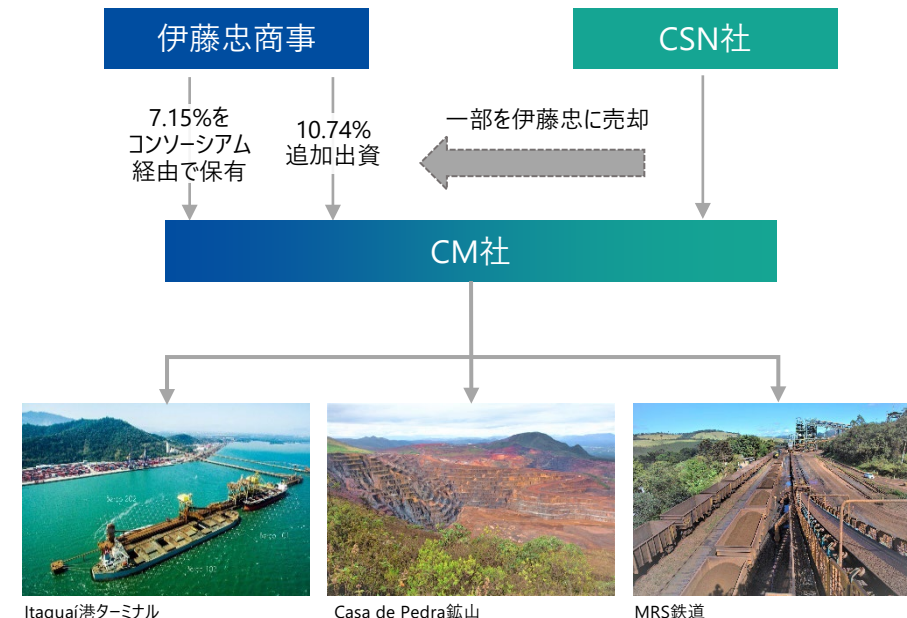 伊藤忠商事
CSN社
7.15%を
コンソーシアム
経由で保有
10.74%
追加出資
一部を伊藤忠に売却
CM社
Itaguaí港ターミナル
Casa de Pedra鉱山
MRS鉄道